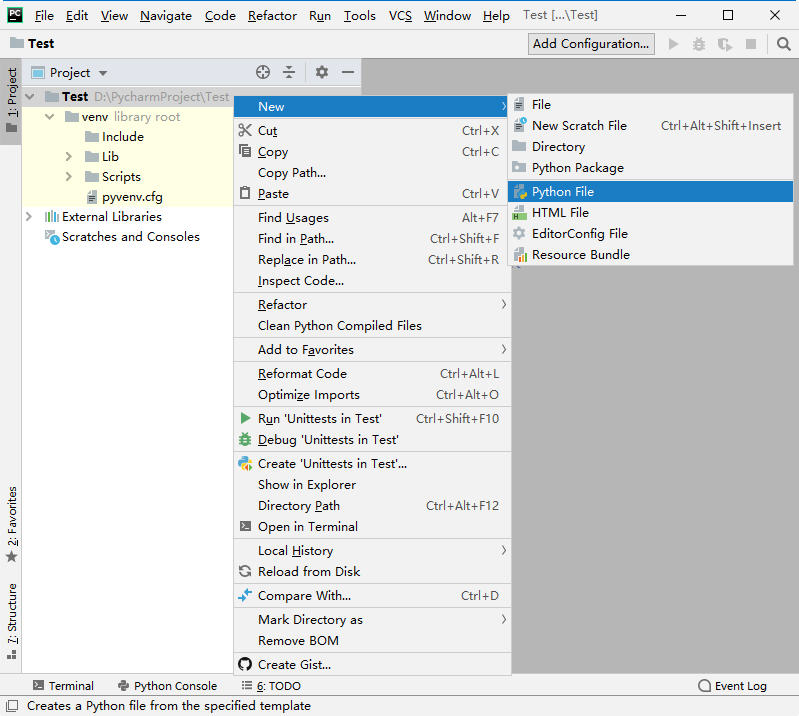 PC File Edit View Navigate Code Refactor Run Tools VCS Window Help Test [...\Test]
Test Add Configuration...
1: Project
Project
Test D:\PycharmProject\Test
venv library root
Include
Lib
Scripts
pyvenv.cfg
External Libraries
Scratches and Consoles
New
Cut Ctrl+X
Copy Ctrl+C
Copy Path...
Paste Ctrl+V
Find Usages Alt+F7
Find in Path... Ctrl+Shift+F
Replace in Path... Ctrl+Shift+R
Inspect Code...
Refactor
Clean Python Compiled Files
Add to Favorites
Reformat Code Ctrl+Alt+L
Optimize Imports Ctrl+Alt+O
Run 'Unittests in Test' Ctrl+Shift+F10
Debug 'Unittests in Test'
Create 'Unittests in Test'...
Show in Explorer
Directory Path Ctrl+Alt+F12
Open in Terminal
Local History
Reload from Disk
Compare With... Ctrl+D
Mark Directory as
Remove BOM
Create Gist...
File
New Scratch File Ctrl+Alt+Shift+Insert
Directory
Python Package
Python File
HTML File
EditorConfig File
Resource Bundle
2: Favorites
7: Structure
Terminal Python Console 6: TODO Event Log
Creates a Python file from the specified template